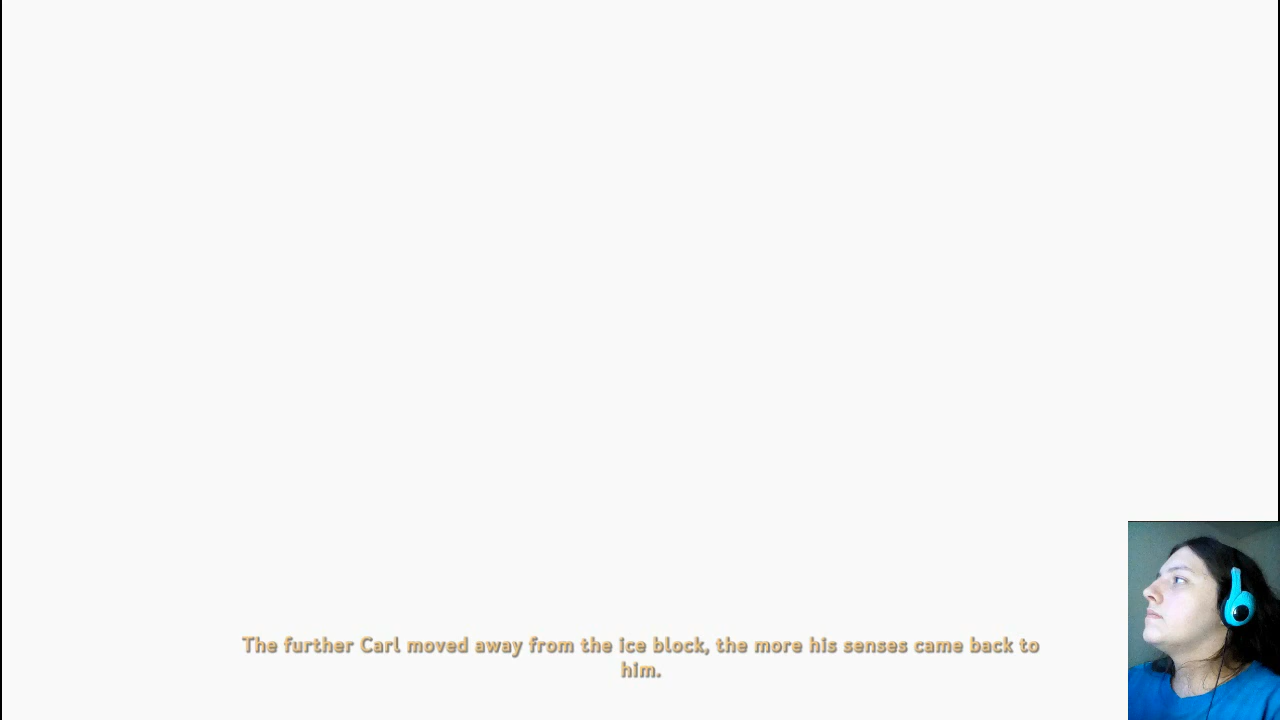 The further Carl moved away from the ice block, the more his senses came back to
him.